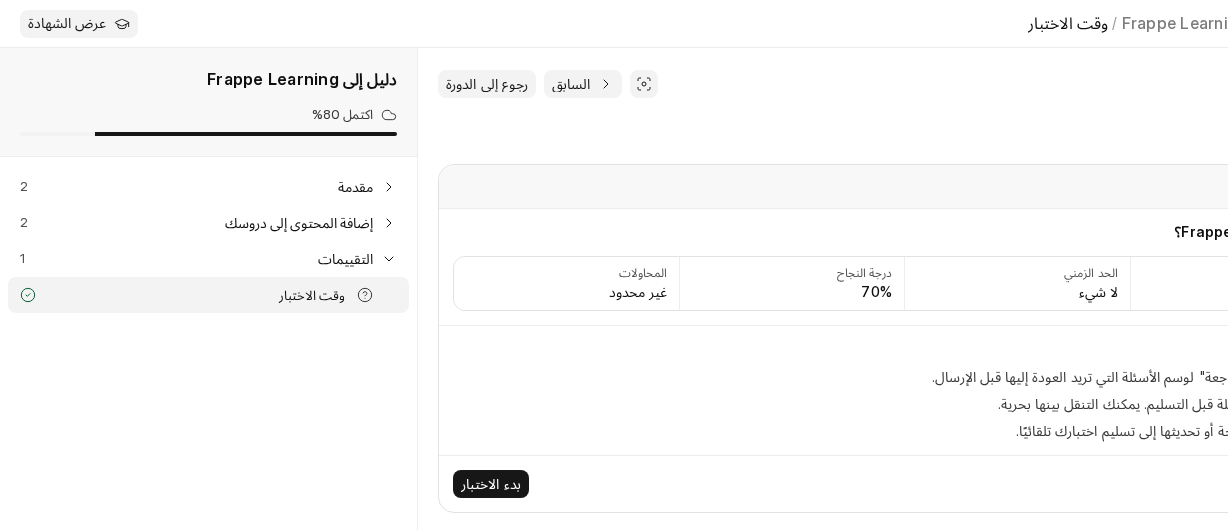 Frappe Learni / وقت الاختبار
عرض الشهادة
دليل إلى Frappe Learning
اكتمل 80%
مقدمة 2
إضافة المحتوى إلى دروسك 2
التقييمات 1
وقت الاختبار
السابق
رجوع إلى الدورة
Frappe؟
الحد الزمني
لا شيء
درجة النجاح
70%
المحاولات
غير محدود
جعة" لوسم الأسئلة التي تريد العودة إليها قبل الإرسال.
لة قبل التسليم. يمكنك التنقل بينها بحرية.
حة أو تحديثها إلى تسليم اختبارك تلقائيًا.
بدء الاختبار